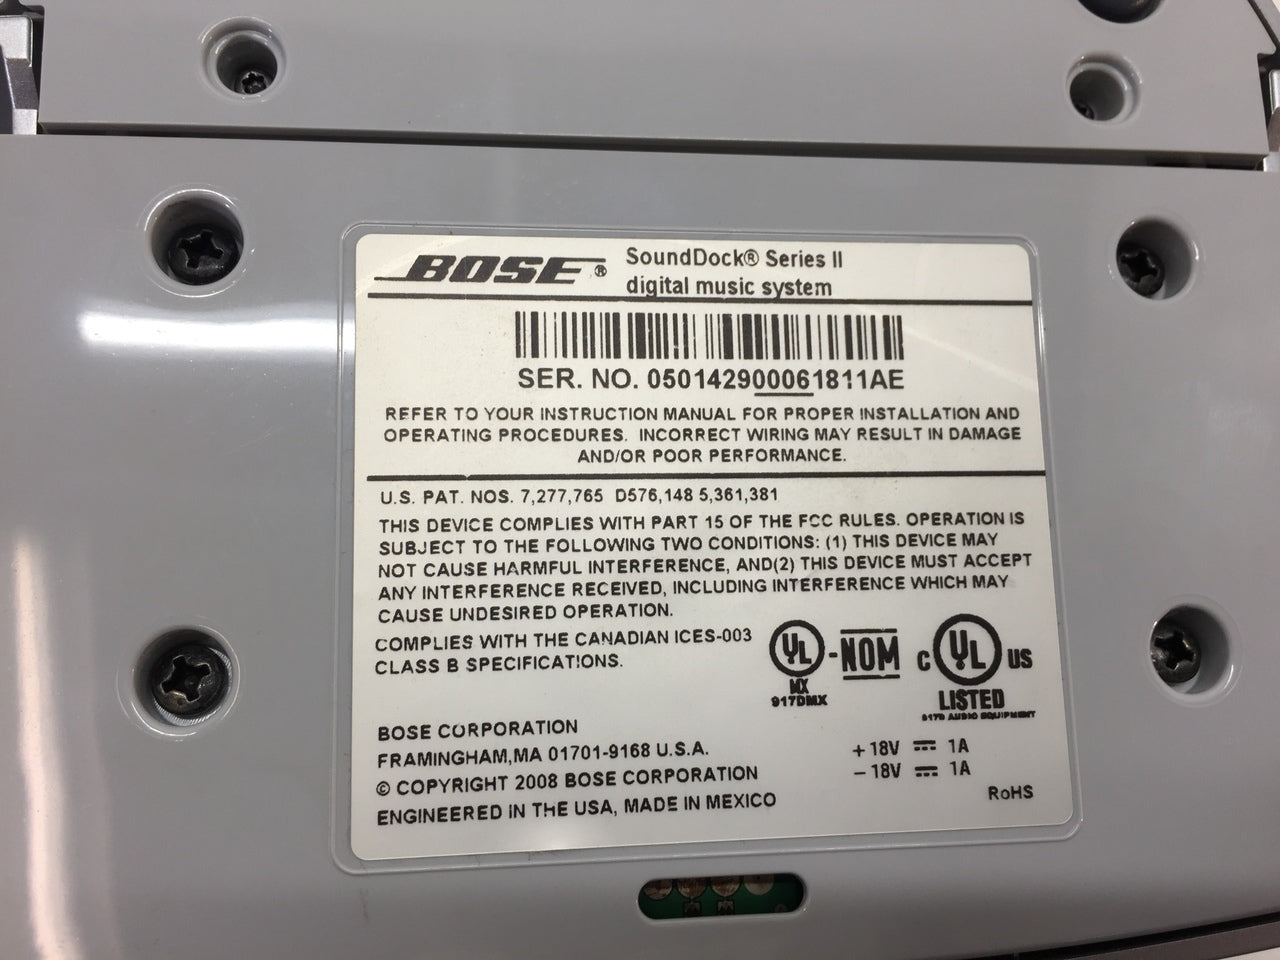 BOSE® SoundDock® Series II
digital music system
SER. NO. 050142900061811AE
REFER TO YOUR INSTRUCTION MANUAL FOR PROPER INSTALLATION AND
OPERATING PROCEDURES. INCORRECT WIRING MAY RESULT IN DAMAGE
AND/OR POOR PERFORMANCE.
U.S. PAT. NOS. 7,277,765 D576,148 5,361,381
THIS DEVICE COMPLIES WITH PART 15 OF THE FCC RULES. OPERATION IS
SUBJECT TO THE FOLLOWING TWO CONDITIONS: (1) THIS DEVICE MAY
NOT CAUSE HARMFUL INTERFERENCE, AND(2) THIS DEVICE MUST ACCEPT
ANY INTERFERENCE RECEIVED, INCLUDING INTERFERENCE WHICH MAY
CAUSE UNDESIRED OPERATION.
COMPLIES WITH THE CANADIAN ICES-003
CLASS B SPECIFICATIONS.
UL - NOM
MX
917DMX
C UL US
LISTED
917D AUDIO EQUIPMENT
BOSE CORPORATION
FRAMINGHAM,MA 01701-9168 U.S.A.
© COPYRIGHT 2008 BOSE CORPORATION
ENGINEERED IN THE USA, MADE IN MEXICO
+18V ⎓ 1A
−18V ⎓ 1A
RoHS